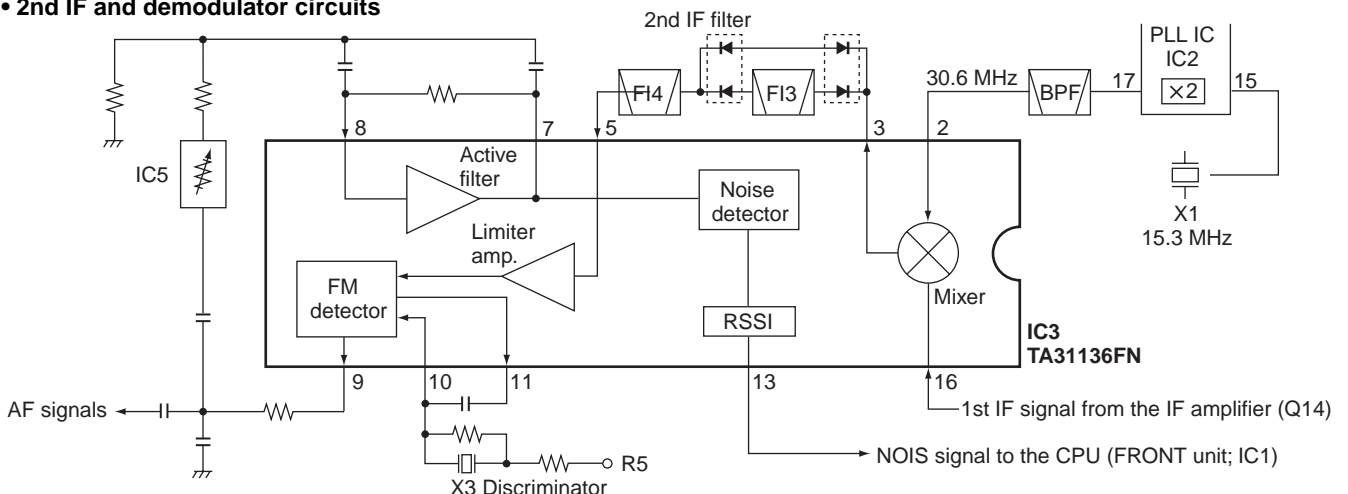 • 2nd IF and demodulator circuits
2nd IF filter
PLL IC
IC2
×2
30.6 MHz
BPF
17
15
FI4
FI3
8
7
5
3
2
IC5
Active
filter
Noise
detector
X1
15.3 MHz
Limiter
amp.
FM
detector
Mixer
RSSI
IC3
TA31136FN
9
10
11
13
16
AF signals
1st IF signal from the IF amplifier (Q14)
R5
NOIS signal to the CPU (FRONT unit; IC1)
X3 Discriminator